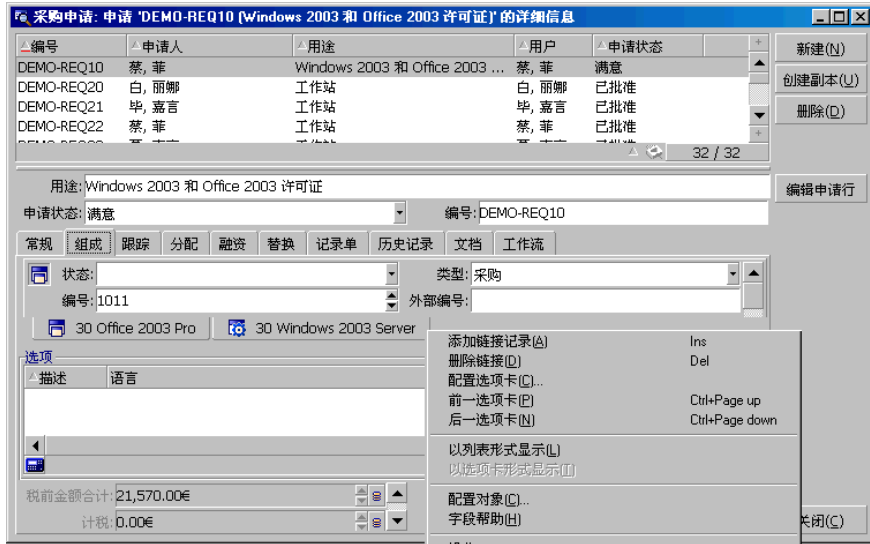 采购申请: 申请 'DEMO-REQ10 (Windows 2003 和 Office 2003 许可证)' 的详细信息
编号 申请人 用途 用户 申请状态
DEMO-REQ10 蔡, 菲 Windows 2003 和 Office 2003 ... 蔡, 菲 满意
DEMO-REQ20 白, 丽娜 工作站 白, 丽娜 已批准
DEMO-REQ21 毕, 嘉言 工作站 毕, 嘉言 已批准
DEMO-REQ22 蔡, 菲 工作站 蔡, 菲 已批准
32 / 32
新建(N)
创建副本(U)
删除(D)
用途: Windows 2003 和 Office 2003 许可证
编辑申请行
申请状态: 满意 编号: DEMO-REQ10
常规 组成 跟踪 分配 融资 替换 记录单 历史记录 文档 工作流
状态: 类型: 采购
编号: 1011 外部编号:
30 Office 2003 Pro 30 Windows 2003 Server
选项
描述 语言
添加链接记录(A) Ins
删除链接(D) Del
配置选项卡(C)...
前一选项卡(P) Ctrl+Page up
后一选项卡(N) Ctrl+Page down
以列表形式显示(L)
以选项卡形式显示(T)
配置对象(C)...
字段帮助(H)
税前金额合计: 21,570.00€
计税: 0.00€
关闭(C)